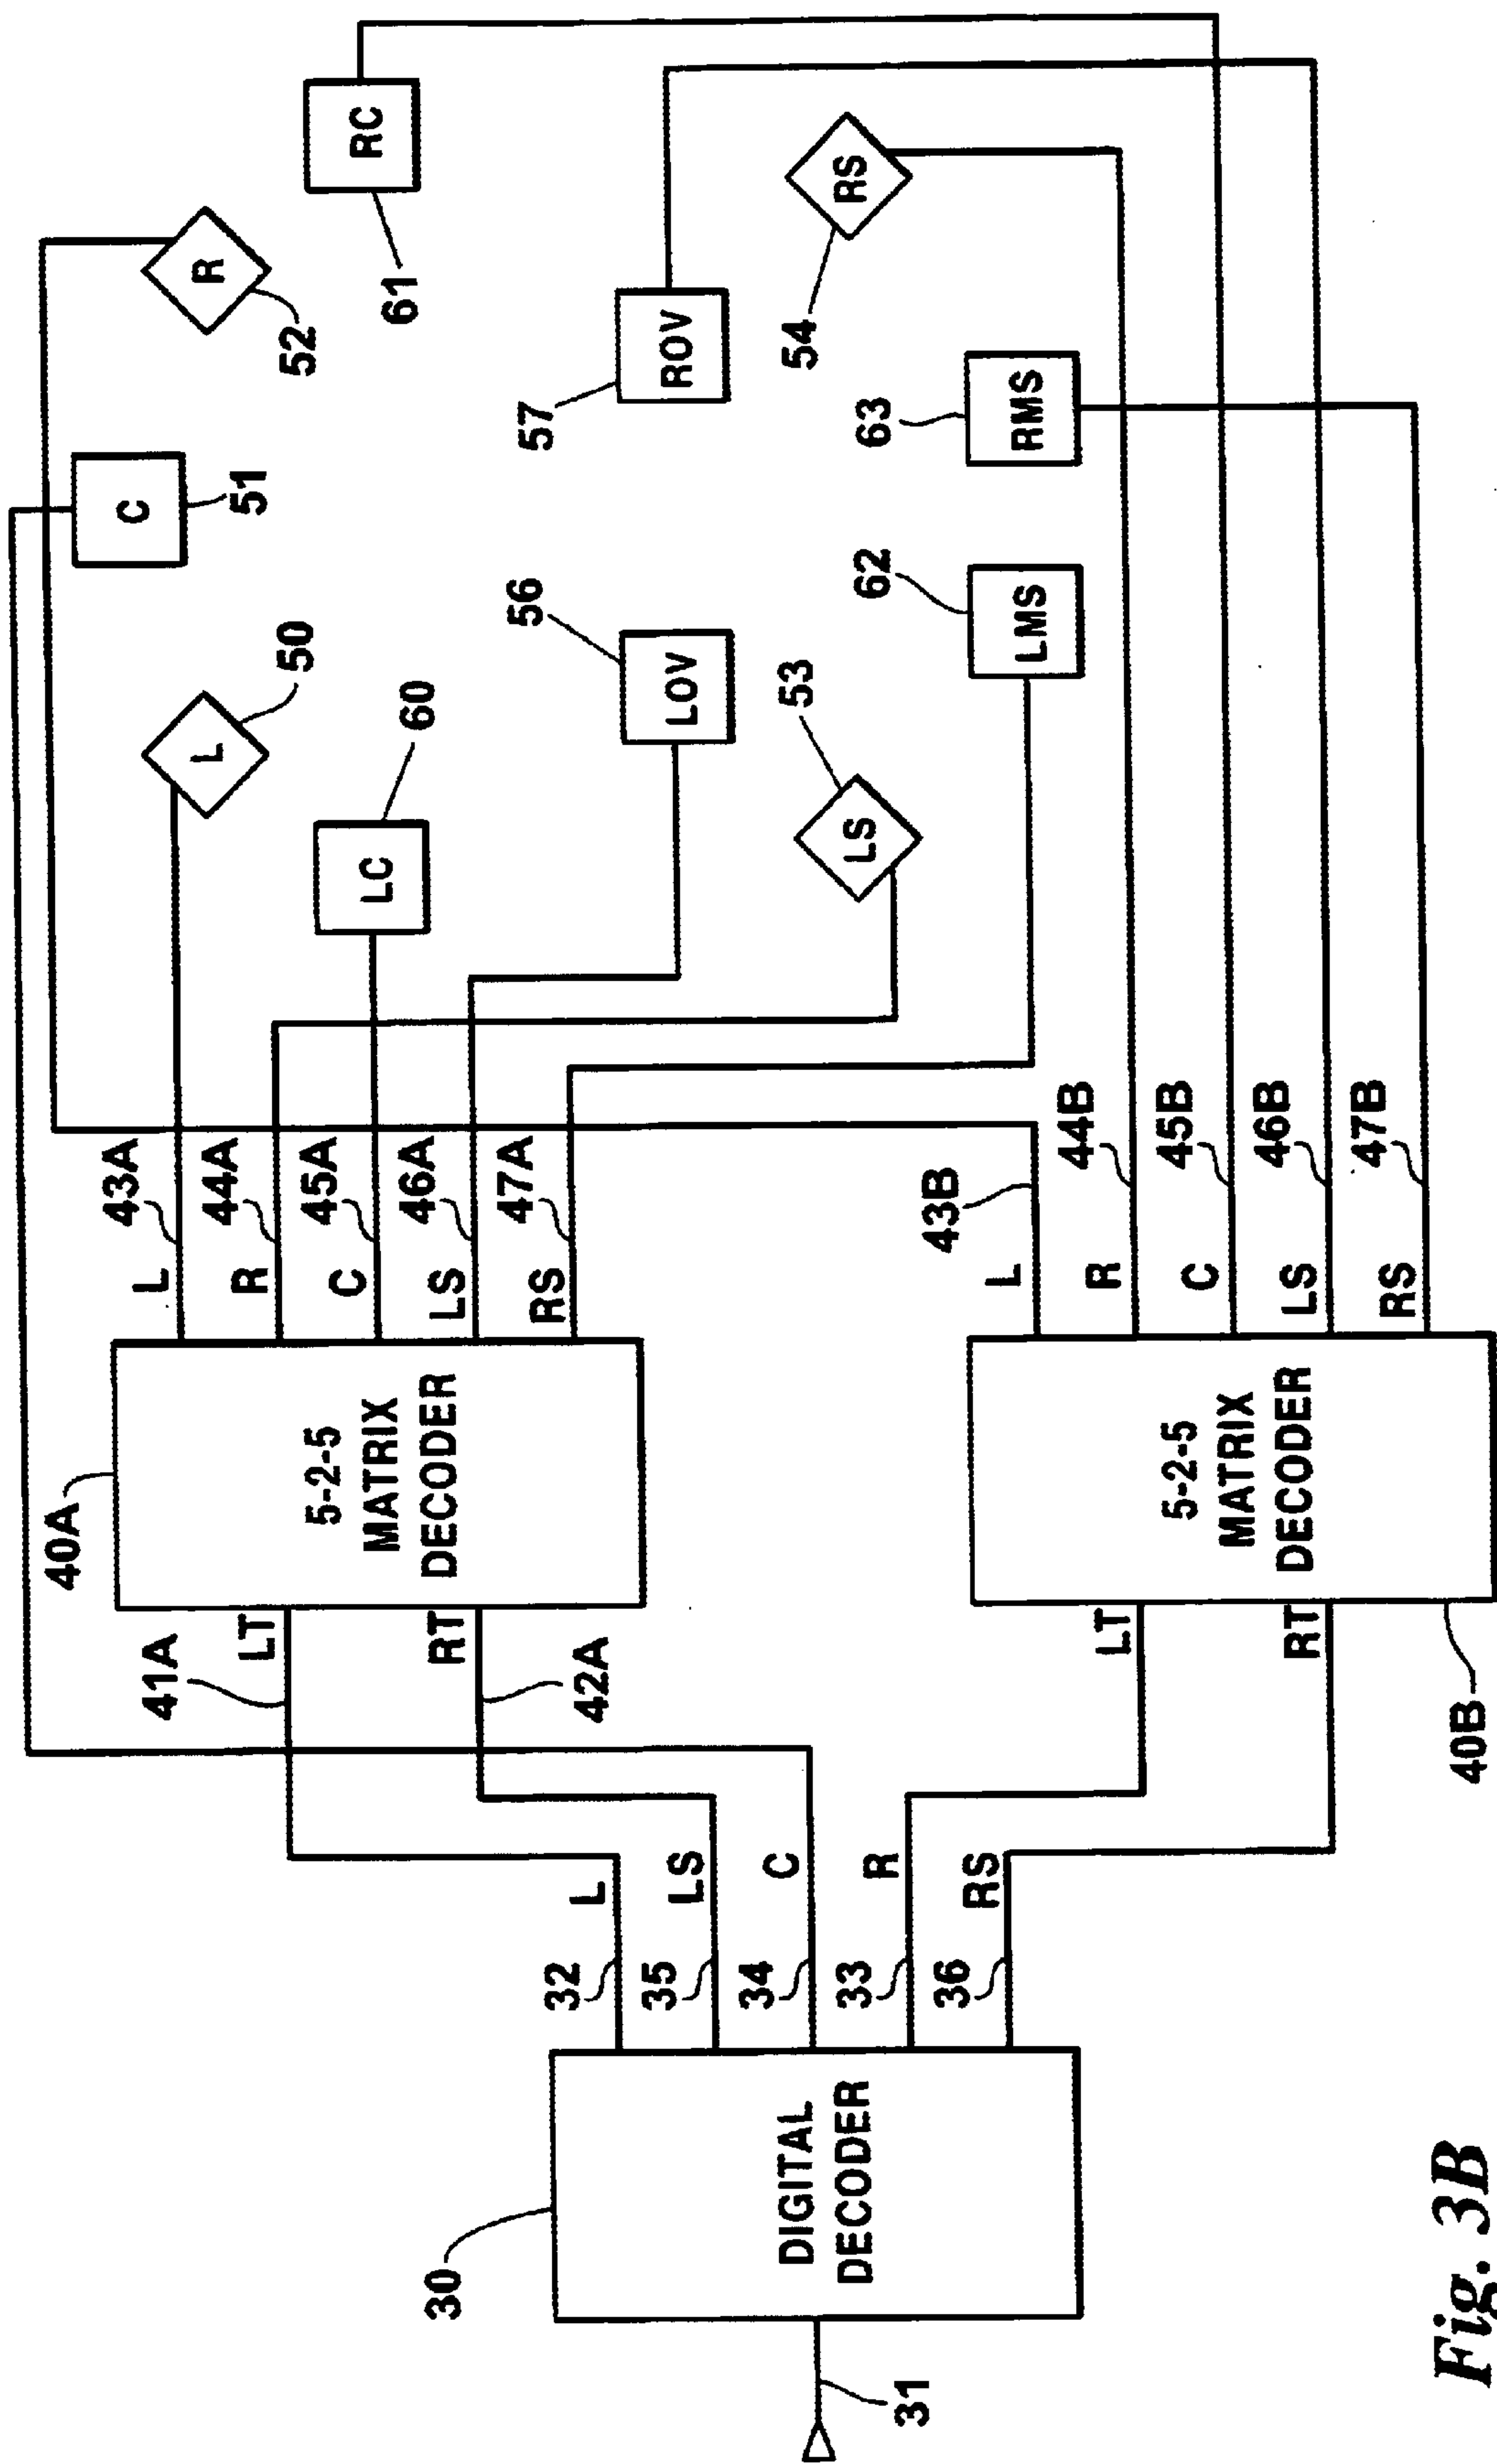 31
30
DIGITAL
DECODER
32
L
35
LS
34
C
33
R
36
RS
41A
LT
42A
RT
40A
5-2-5
MATRIX
DECODER
L
43A
R
44A
C
45A
LS
46A
RS
47A
LT
RT
40B
5-2-5
MATRIX
DECODER
L
43B
R
44B
C
45B
LS
46B
RS
47B
L
50
C
51
R
52
LC
60
RC
61
LOV
56
ROV
57
LS
53
RS
54
LMS
62
RMS
63
Fig. 3B